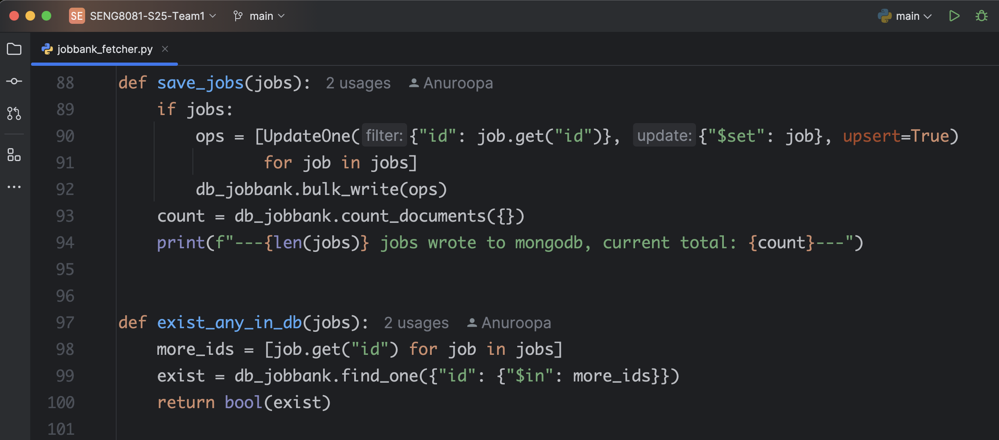 SE SENG8081-S25-Team1 main main
jobbank_fetcher.py
88 def save_jobs(jobs): 2 usages Anuroopa
89 if jobs:
90 ops = [UpdateOne(filter: {"id": job.get("id")}, update: {"$set": job}, upsert=True)
91 for job in jobs]
92 db_jobbank.bulk_write(ops)
93 count = db_jobbank.count_documents({})
94 print(f"---{len(jobs)} jobs wrote to mongodb, current total: {count}---")
95
96
97 def exist_any_in_db(jobs): 2 usages Anuroopa
98 more_ids = [job.get("id") for job in jobs]
99 exist = db_jobbank.find_one({"id": {"$in": more_ids}})
100 return bool(exist)
101